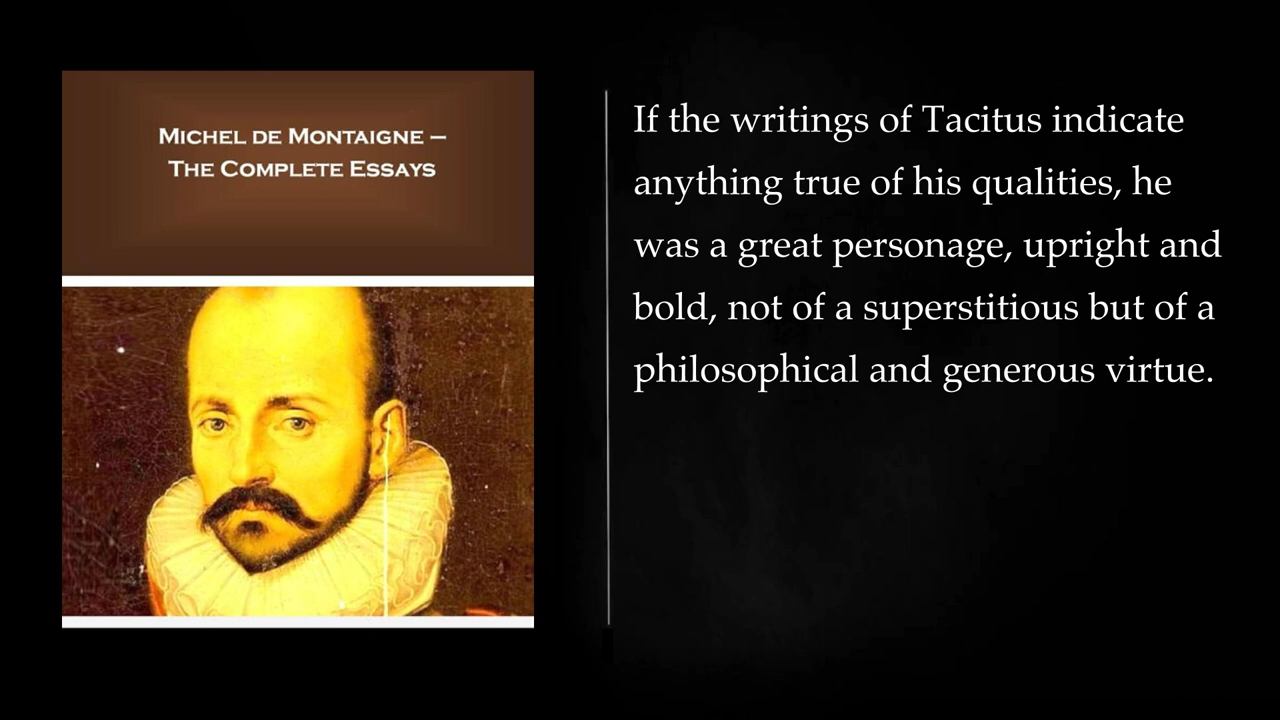 MICHEL DE MONTAIGNE –
THE COMPLETE ESSAYS
If the writings of Tacitus indicate
anything true of his qualities, he
was a great personage, upright and
bold, not of a superstitious but of a
philosophical and generous virtue.